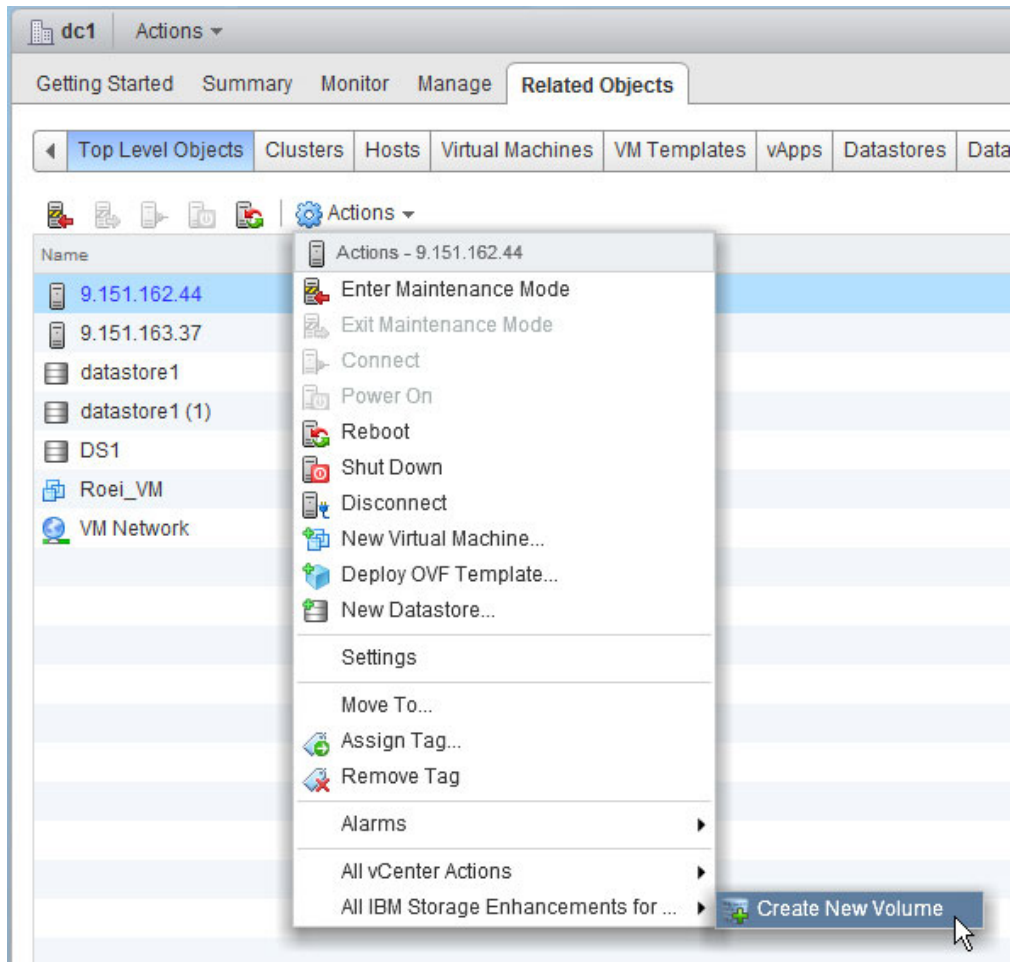 dc1 Actions
Getting Started Summary Monitor Manage Related Objects
Top Level Objects Clusters Hosts Virtual Machines VM Templates vApps Datastores Data
Actions
Name
Actions - 9.151.162.44
9.151.162.44
9.151.163.37
datastore1
datastore1 (1)
DS1
Roei_VM
VM Network
Enter Maintenance Mode
Exit Maintenance Mode
Connect
Power On
Reboot
Shut Down
Disconnect
New Virtual Machine...
Deploy OVF Template...
New Datastore...
Settings
Move To...
Assign Tag...
Remove Tag
Alarms
All vCenter Actions
All IBM Storage Enhancements for ...
Create New Volume